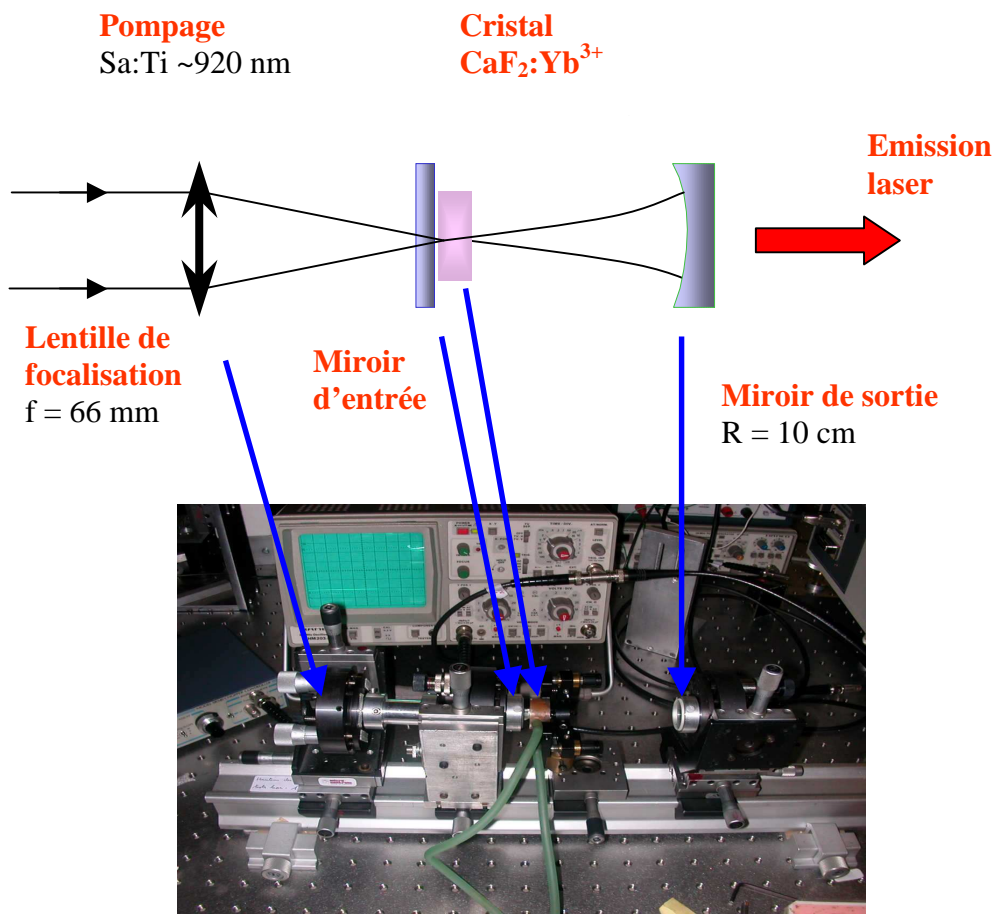 Pompage
Sa:Ti ~920 nm
Cristal
CaF₂:Yb³⁺
Emission
laser
Lentille de
focalisation
f = 66 mm
Miroir
d'entrée
Miroir de sortie
R = 10 cm